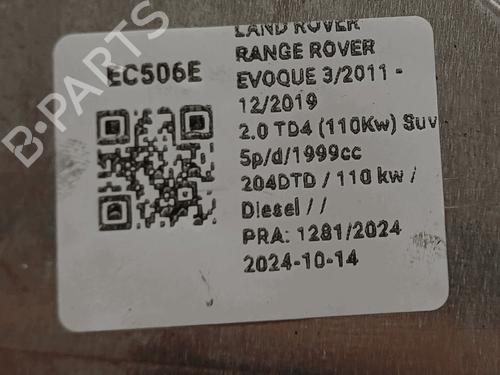 EC506E
LAND ROVER
RANGE ROVER
EVOQUE 3/2011 -
12/2019
2.0 TD4 (110Kw) Suv
5p/d/1999cc
204DTD / 110 kw /
Diesel / /
PRA: 1281/2024
2024-10-14
B-PARTS